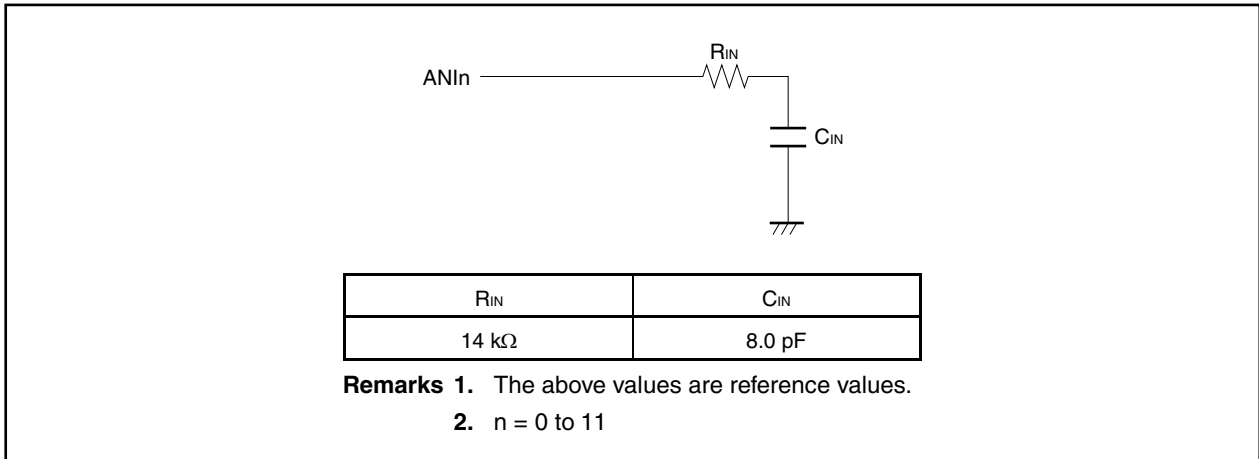 RIN
ANIn
CIN
RIN CIN
14 kΩ 8.0 pF
Remarks 1. The above values are reference values.
2. n = 0 to 11